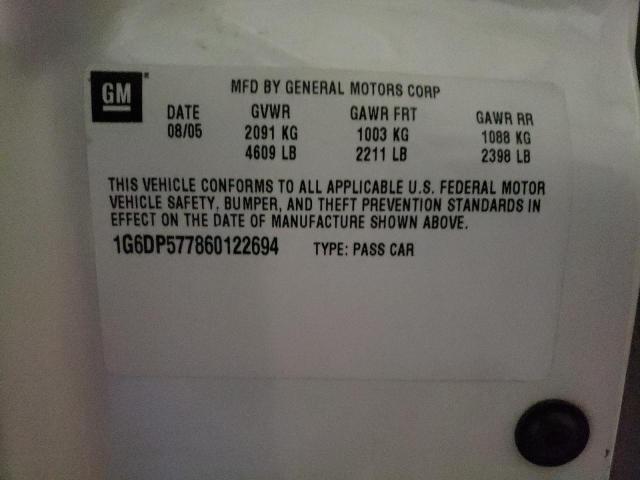 GM
MFD BY GENERAL MOTORS CORP
DATE GVWR GAWR FRT GAWR RR
08/05 2091 KG 1003 KG 1088 KG
4609 LB 2211 LB 2398 LB
THIS VEHICLE CONFORMS TO ALL APPLICABLE U.S. FEDERAL MOTOR
VEHICLE SAFETY, BUMPER, AND THEFT PREVENTION STANDARDS IN
EFFECT ON THE DATE OF MANUFACTURE SHOWN ABOVE.
1G6DP577860122694 TYPE: PASS CAR